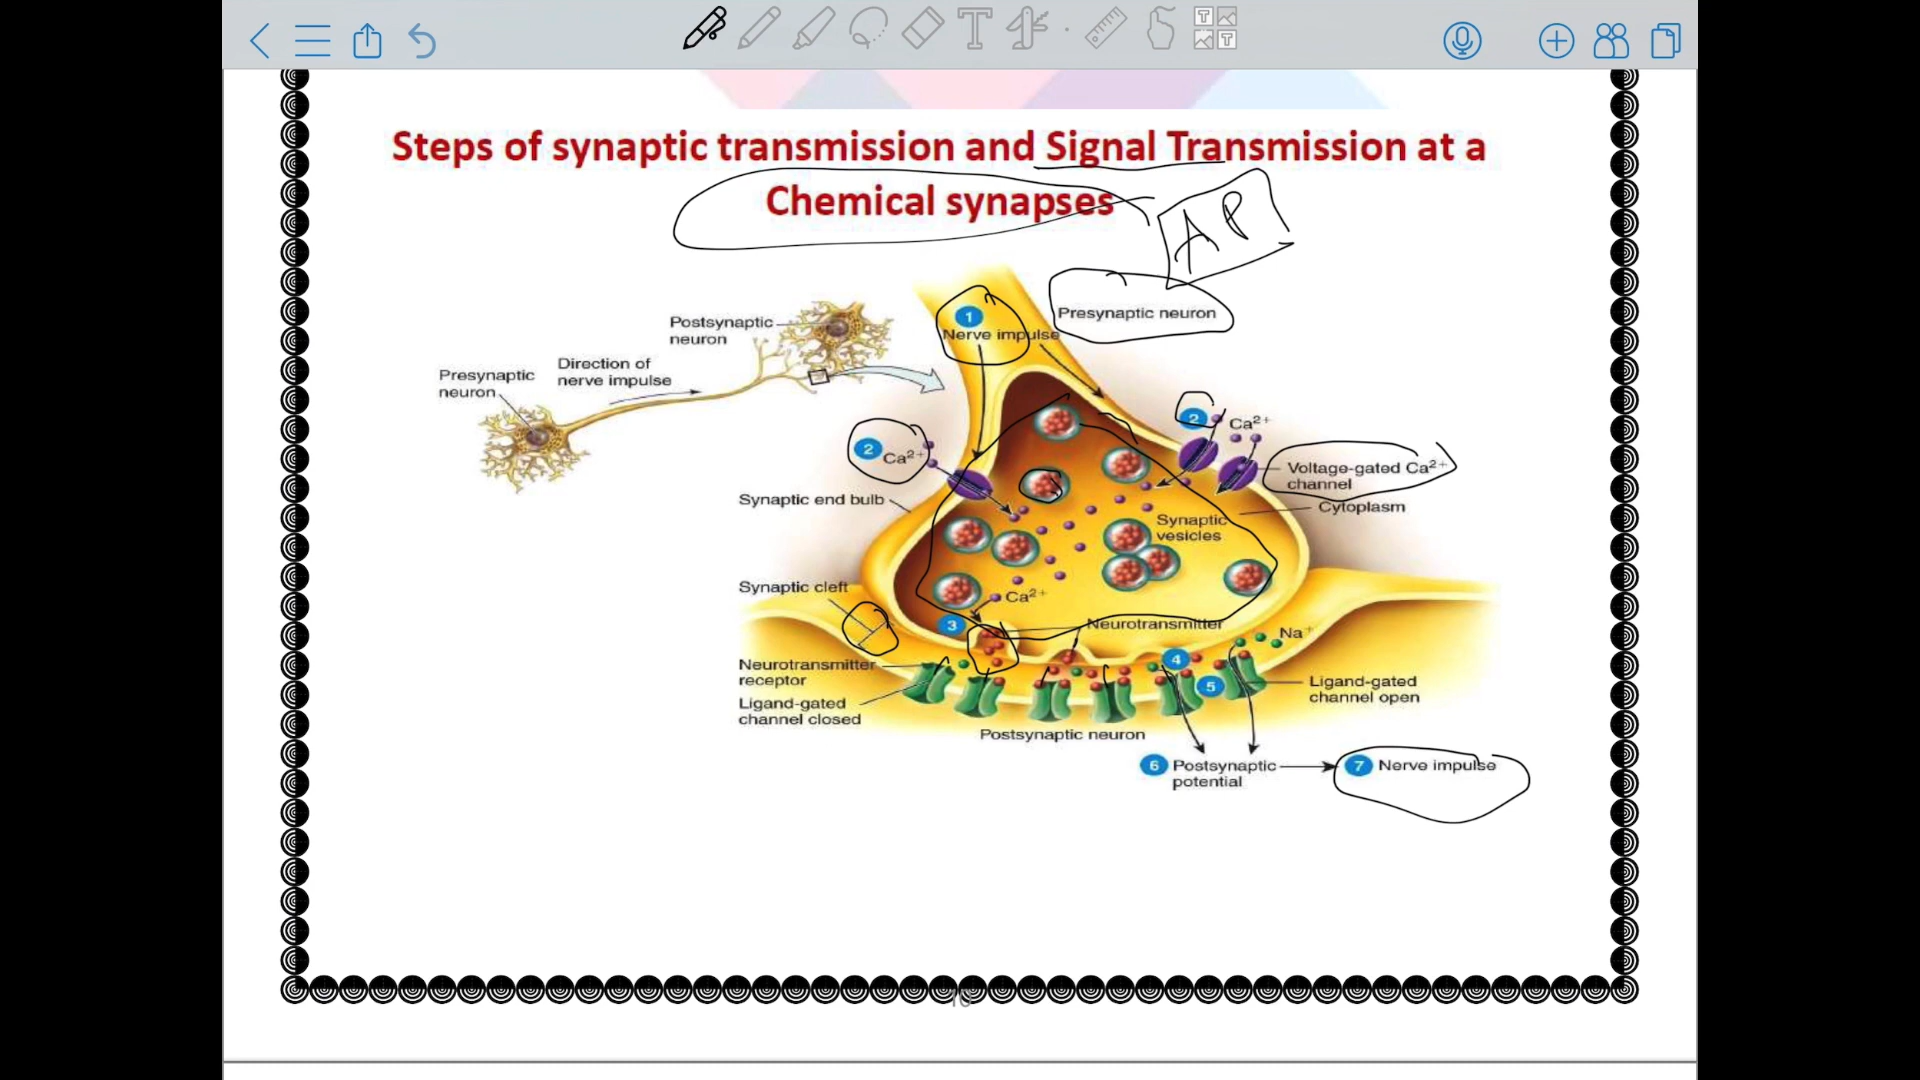 Steps of synaptic transmission and Signal Transmission at a
Chemical synapses
AP
Presynaptic neuron
1
Nerve impulse
Postsynaptic
neuron
Direction of
nerve impulse
Presynaptic
neuron
2 Ca2+
2
Ca2+
Voltage-gated Ca2+
channel
Cytoplasm
Synaptic end bulb
Synaptic
vesicles
Synaptic cleft
Ca2+
3
Neurotransmitter
Na+
Neurotransmitter
receptor
4
5
Ligand-gated
channel open
Ligand-gated
channel closed
Postsynaptic neuron
6 Postsynaptic
potential
7 Nerve impulse
10